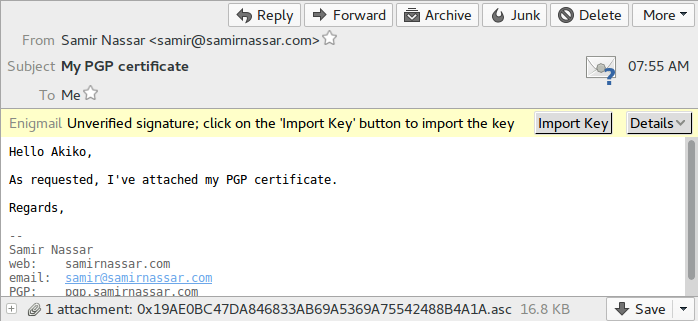 Reply Forward Archive Junk Delete More
From Samir Nassar <samir@samirnassar.com>
Subject My PGP certificate 07:55 AM
To Me
Enigmail Unverified signature; click on the 'Import Key' button to import the key Import Key Details
Hello Akiko,
As requested, I've attached my PGP certificate.
Regards,
--
Samir Nassar
web: samirnassar.com
email: samir@samirnassar.com
PGP: pgp.samirnassar.com
1 attachment: 0x19AE0BC47DA846833AB69A5369A75542488B4A1A.asc 16.8 KB Save